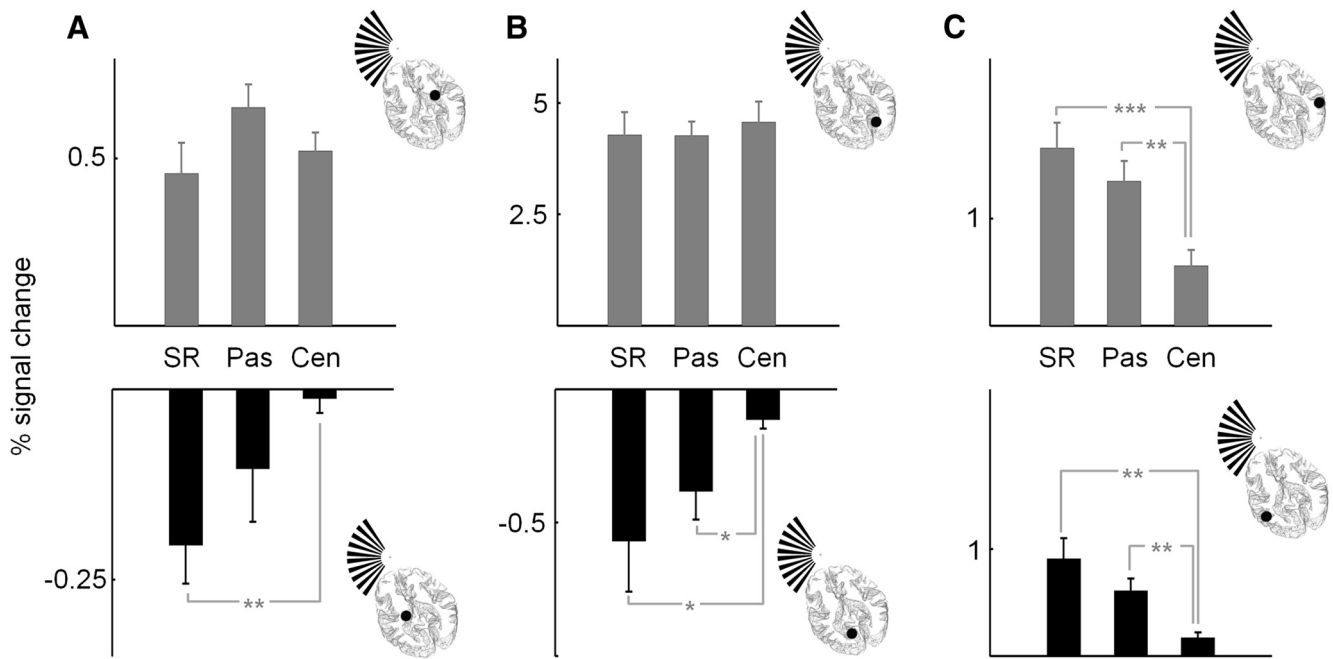 A B C
0.5
5
2.5
***
**
1
% signal change
SR Pas Cen
SR Pas Cen
SR Pas Cen
-0.25
**
-0.5
*
*
**
**
1